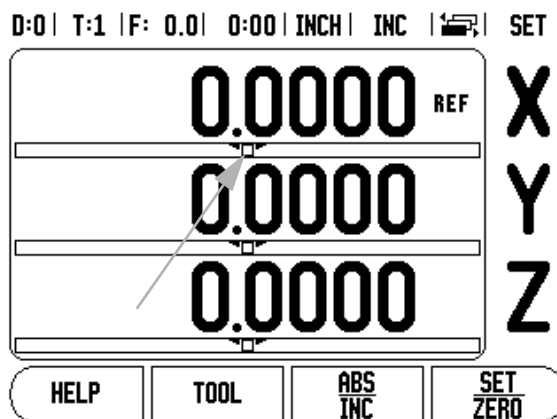 D:0 | T:1 | F: 0.0 | 0:00 | INCH | INC | SET
0.0000 REF X
0.0000 Y
0.0000 Z
HELP TOOL ABS/INC SET/ZERO